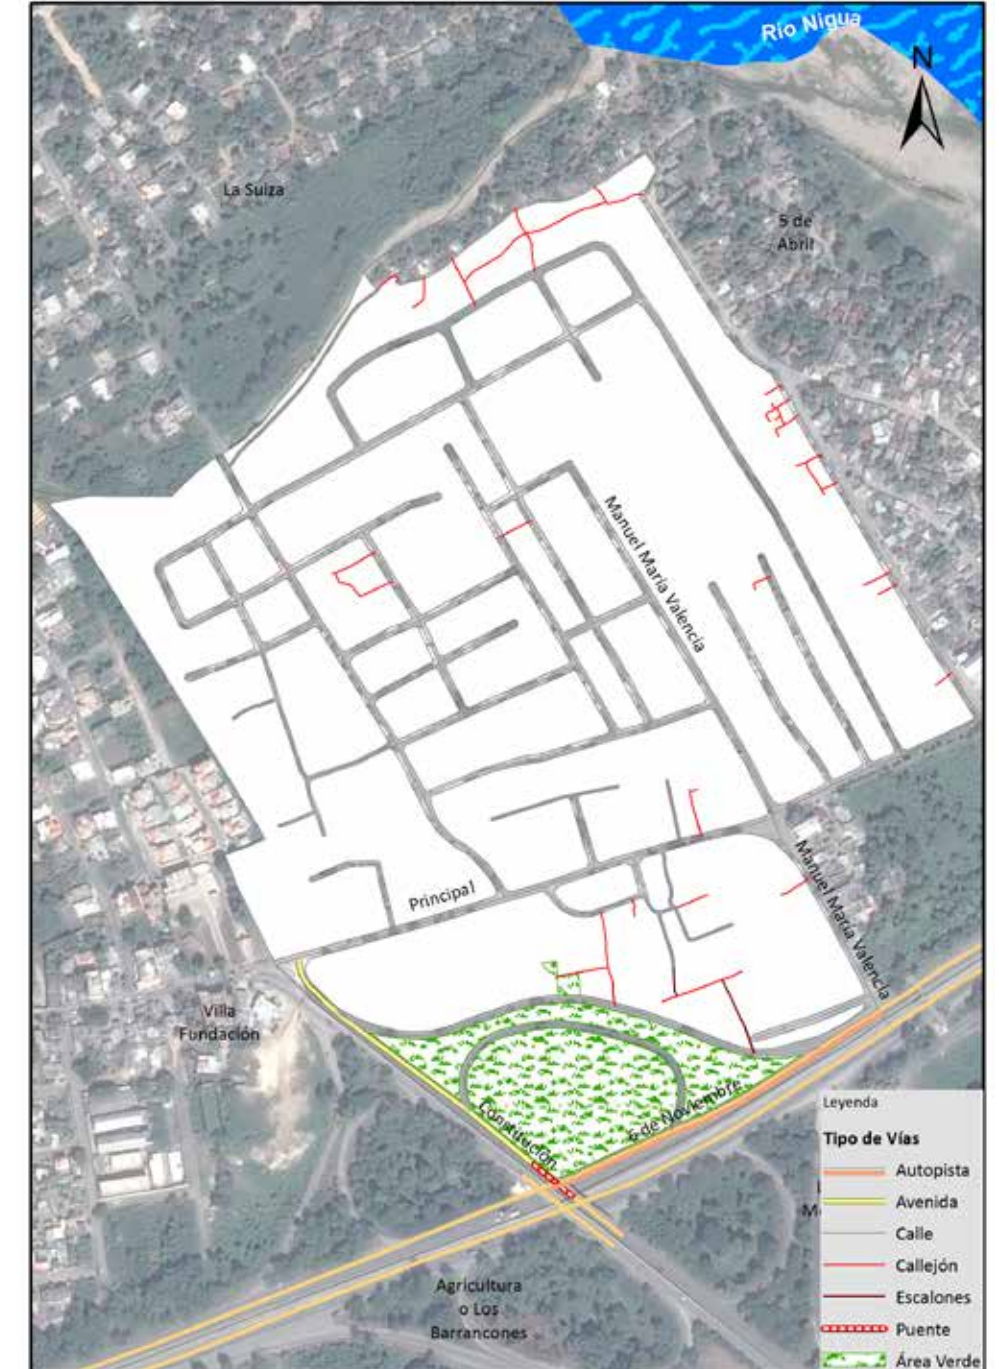 Río Nigua
N
La Suiza
5 de
Abril
Manuel María Valencia
Principal
Manuel María Valencia
Villa
Fundación
Constitución
6 de Noviembre
Agricultura
o Los
Barrancones
Leyenda
Tipo de Vías
Autopista
Avenida
Calle
Callejón
Escalones
Puente
Área Verde